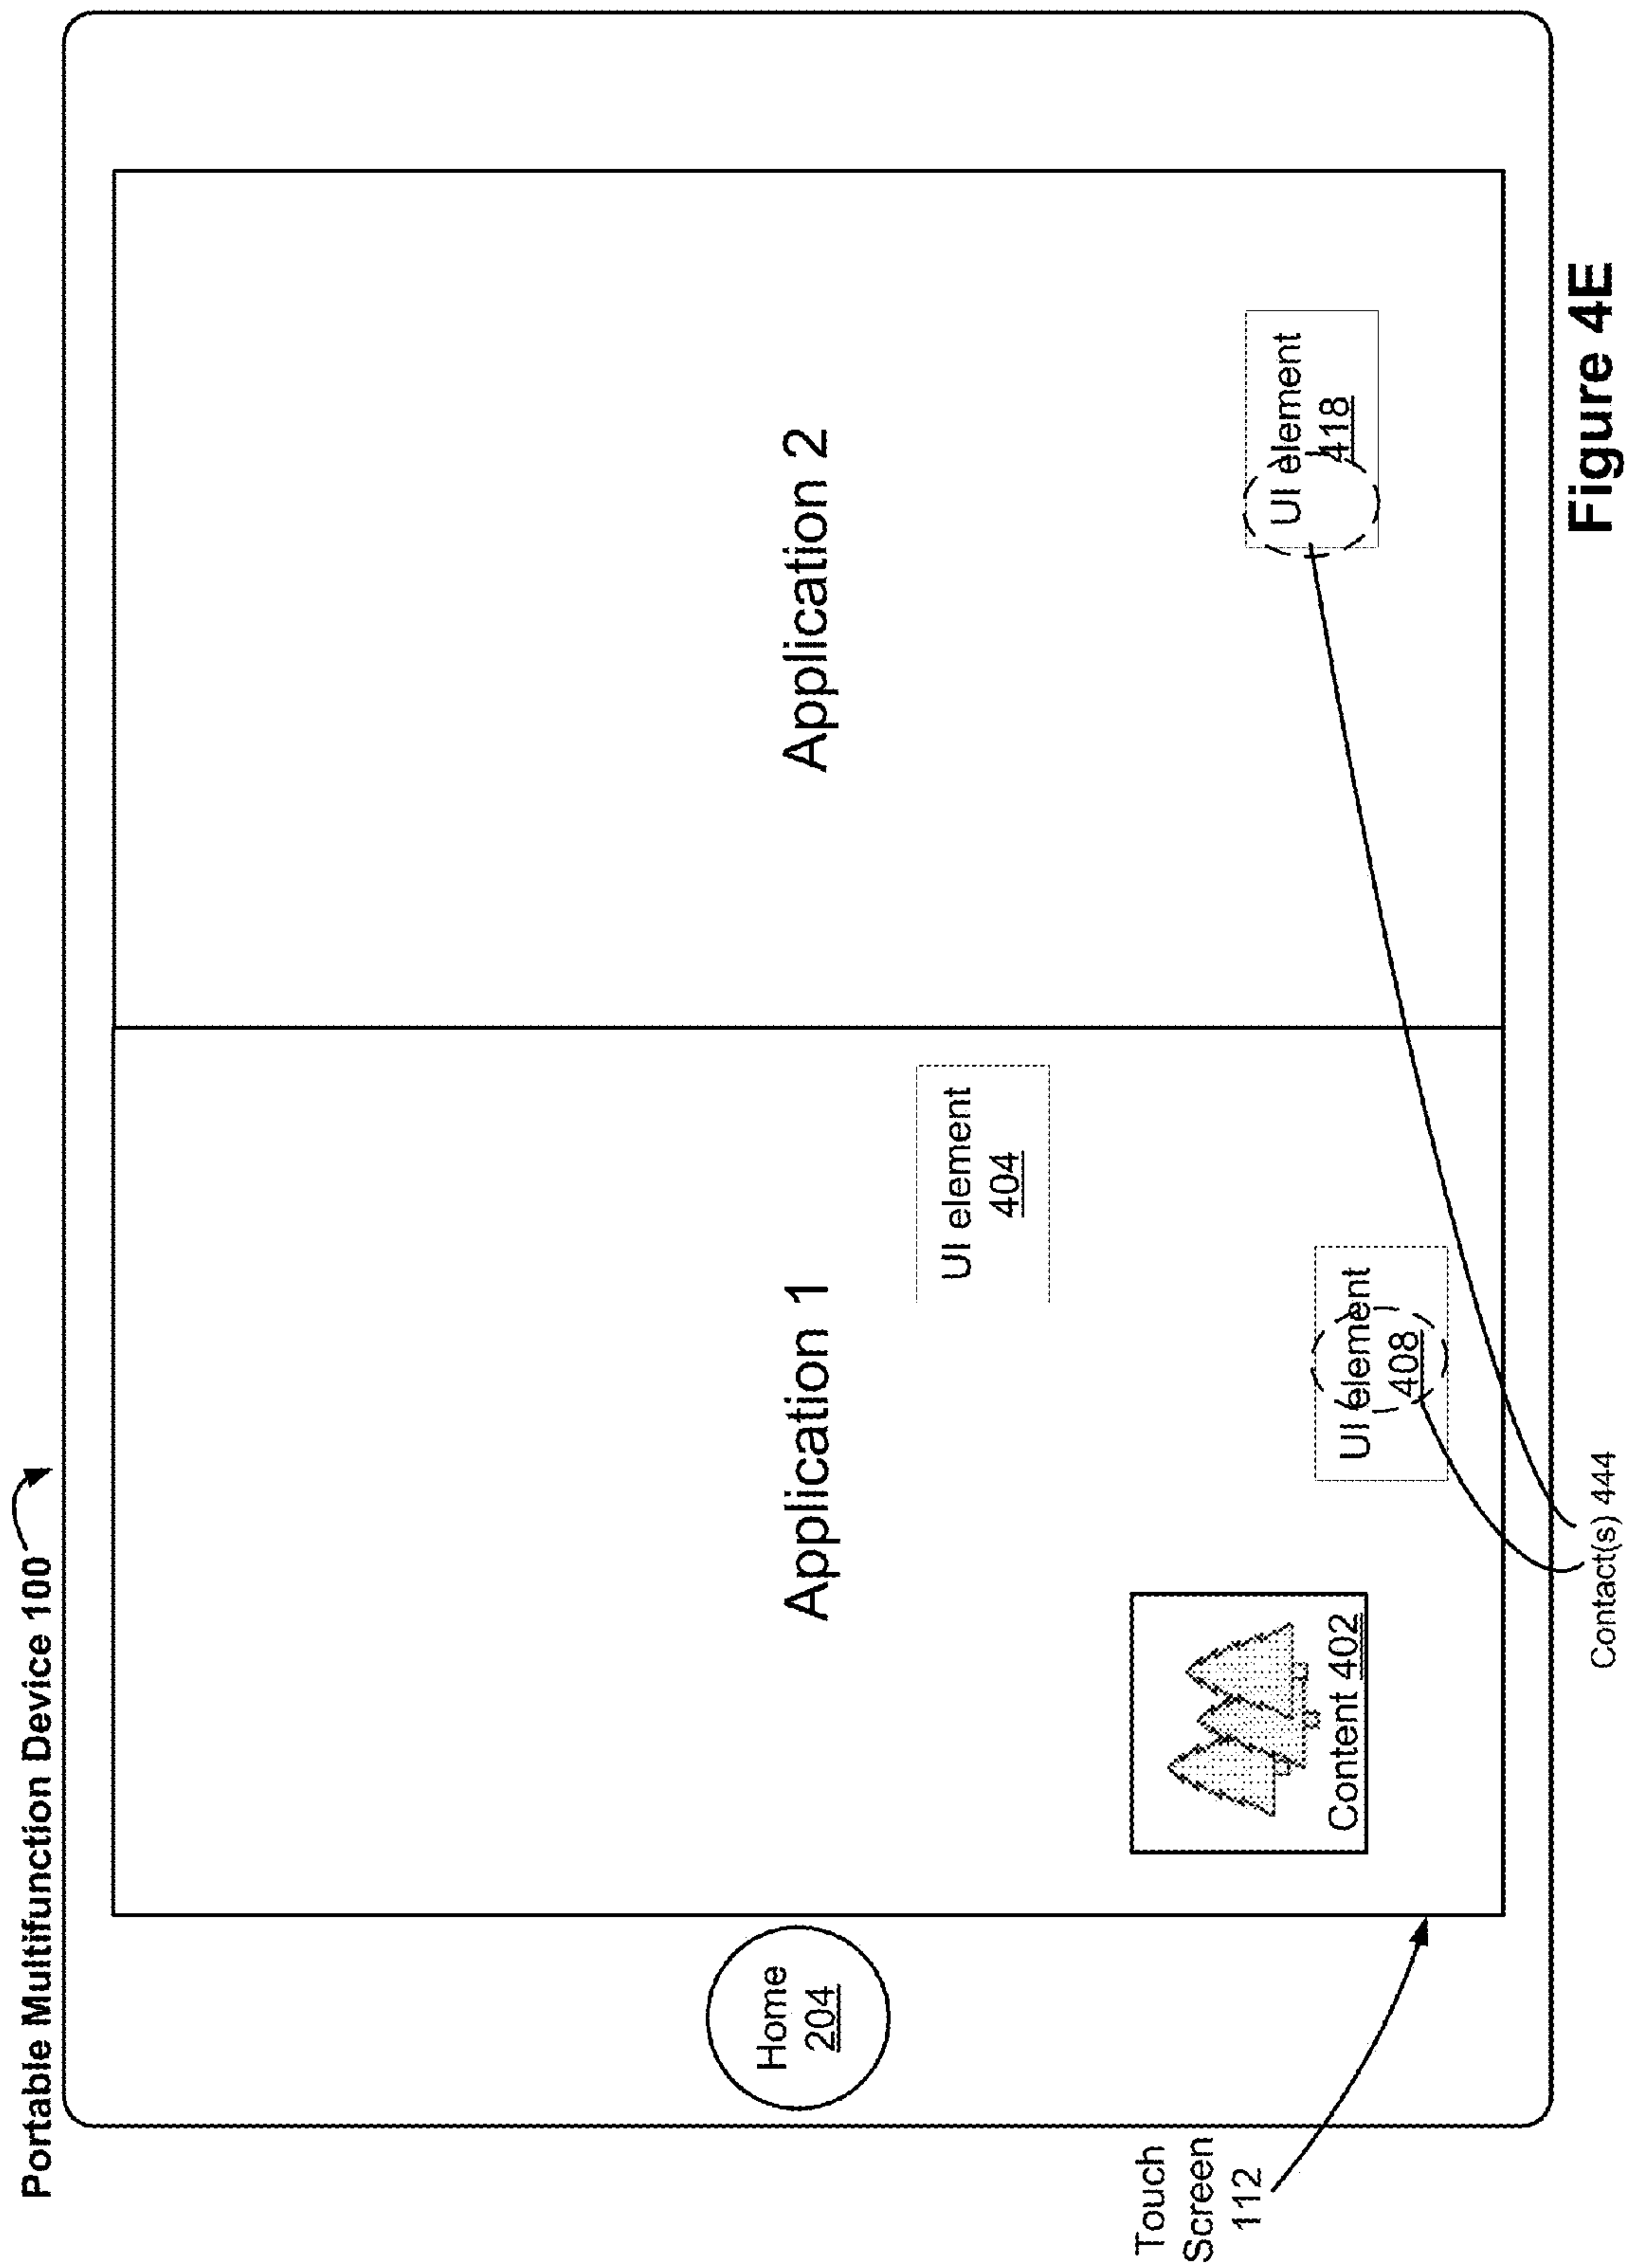 Portable Multifunction Device 100
Application 1
Application 2
Home
204
UI element
404
UI element
418
UI element
408
Content 402
Touch
Screen
112
Contact(s) 444
Figure 4E